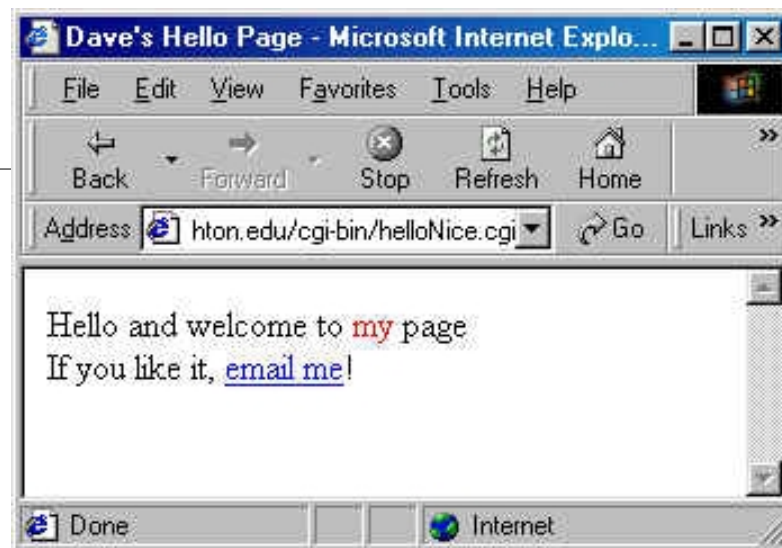 Dave's Hello Page - Microsoft Internet Explo...
File Edit View Favorites Tools Help
Back Forward Stop Refresh Home »
Address hton.edu/cgi-bin/helloNice.cgi Go Links »
Hello and welcome to my page
If you like it, email me!
Done Internet